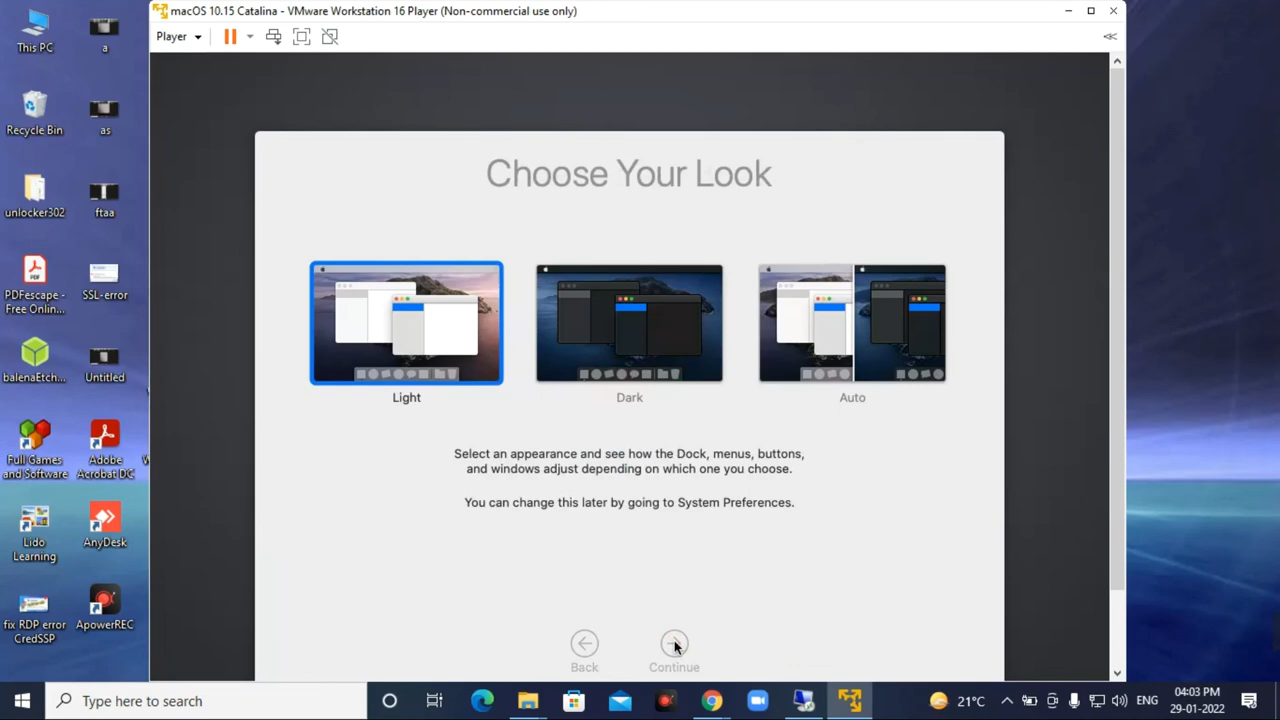 macOS 10.15 Catalina - VMware Workstation 16 Player (Non-commercial use only)
Player
This PC
a
Recycle Bin
as
unlocker302
ftaa
PDFescape -
Free Onlin...
SSL-error
balenaEtch...
Untitled
Full Games
and Software
Adobe
Acrobat DC
Lido
Learning
AnyDesk
fix RDP error
CredSSP
ApowerREC
Choose Your Look
Light
Dark
Auto
Select an appearance and see how the Dock, menus, buttons,
and windows adjust depending on which one you choose.
You can change this later by going to System Preferences.
Back
Continue
Type here to search
21°C
ENG
04:03 PM
29-01-2022